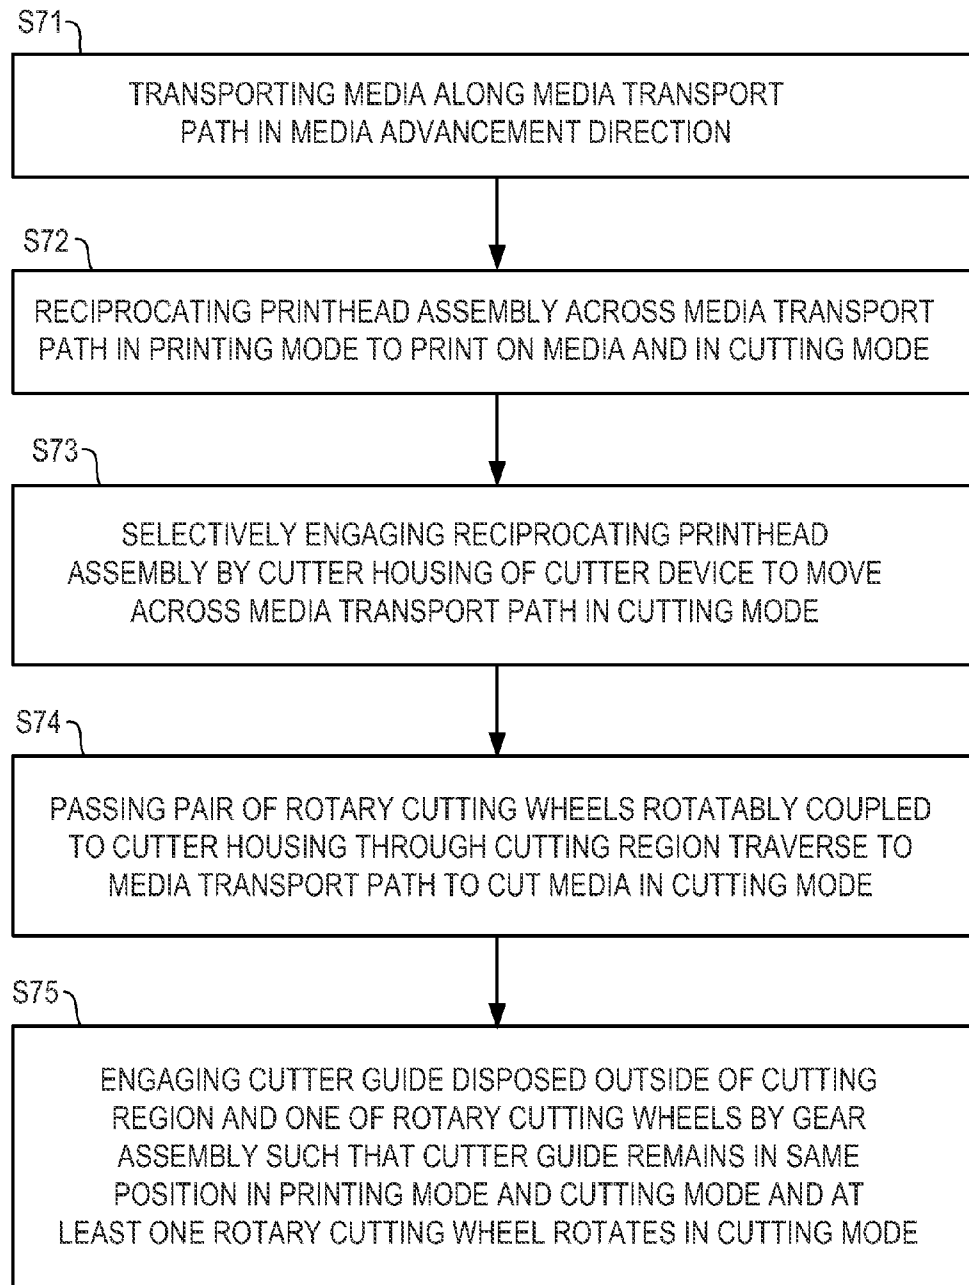 S71
TRANSPORTING MEDIA ALONG MEDIA TRANSPORT
PATH IN MEDIA ADVANCEMENT DIRECTION
S72
RECIPROCATING PRINTHEAD ASSEMBLY ACROSS MEDIA TRANSPORT
PATH IN PRINTING MODE TO PRINT ON MEDIA AND IN CUTTING MODE
S73
SELECTIVELY ENGAGING RECIPROCATING PRINTHEAD
ASSEMBLY BY CUTTER HOUSING OF CUTTER DEVICE TO MOVE
ACROSS MEDIA TRANSPORT PATH IN CUTTING MODE
S74
PASSING PAIR OF ROTARY CUTTING WHEELS ROTATABLY COUPLED
TO CUTTER HOUSING THROUGH CUTTING REGION TRAVERSE TO
MEDIA TRANSPORT PATH TO CUT MEDIA IN CUTTING MODE
S75
ENGAGING CUTTER GUIDE DISPOSED OUTSIDE OF CUTTING
REGION AND ONE OF ROTARY CUTTING WHEELS BY GEAR
ASSEMBLY SUCH THAT CUTTER GUIDE REMAINS IN SAME
POSITION IN PRINTING MODE AND CUTTING MODE AND AT
LEAST ONE ROTARY CUTTING WHEEL ROTATES IN CUTTING MODE